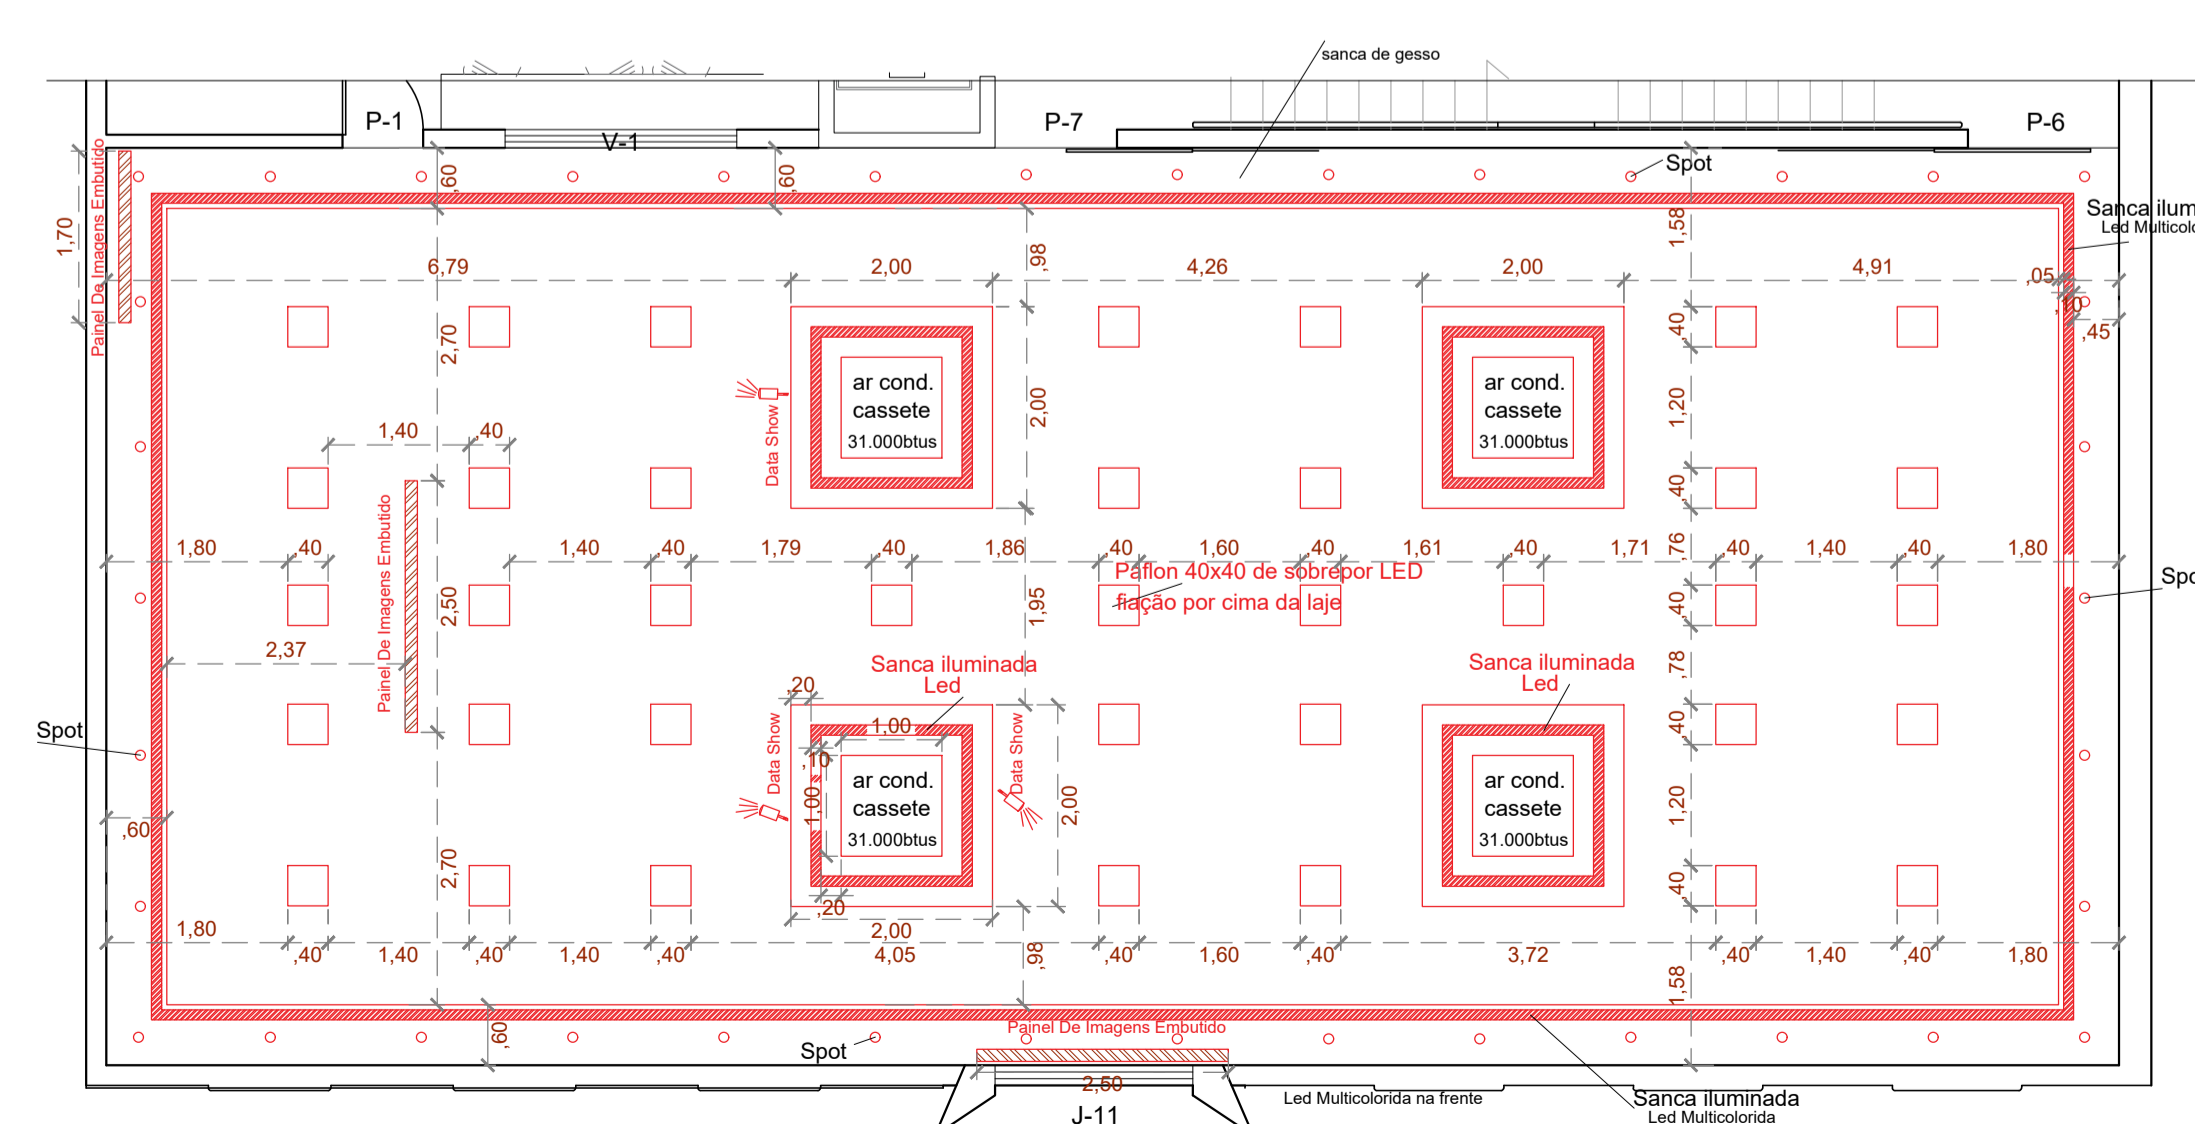 sanca de gesso
P-1
V-1
P-7
P-6
Spot
Sanca ilum
Led Multicolo
Painel De Imagens Embutido
1,70
,60
,60
1,58
,98
6,79
2,00
4,26
2,00
4,91
,05
,10
,45
2,70
,40
ar cond.
cassete
31.000btus
Data Show
2,00
ar cond.
cassete
31.000btus
1,20
1,40
,40
,40
Painel De Imagens Embutido
1,80
,40
1,40
,40
1,79
,40
1,86
,40
1,60
,40
1,61
,40
1,71
,76
,40
1,40
,40
1,80
Paflon 40x40 de sobrepor LED
fiação por cima da laje
Spo
2,50
1,95
,40
2,37
Sanca iluminada
Led
Sanca iluminada
Led
,78
,20
Spot
Data Show
1,00
Data Show
,40
,10
ar cond.
cassete
31.000btus
1,00
2,00
ar cond.
cassete
31.000btus
1,20
,60
2,70
,40
,20
2,00
1,80
,40
1,40
,40
1,40
,40
4,05
,98
,40
1,60
,40
3,72
1,58
,40
1,40
,40
1,80
,60
Painel De Imagens Embutido
Spot
2,50
J-11
Led Multicolorida na frente
Sanca iluminada
Led Multicolorida